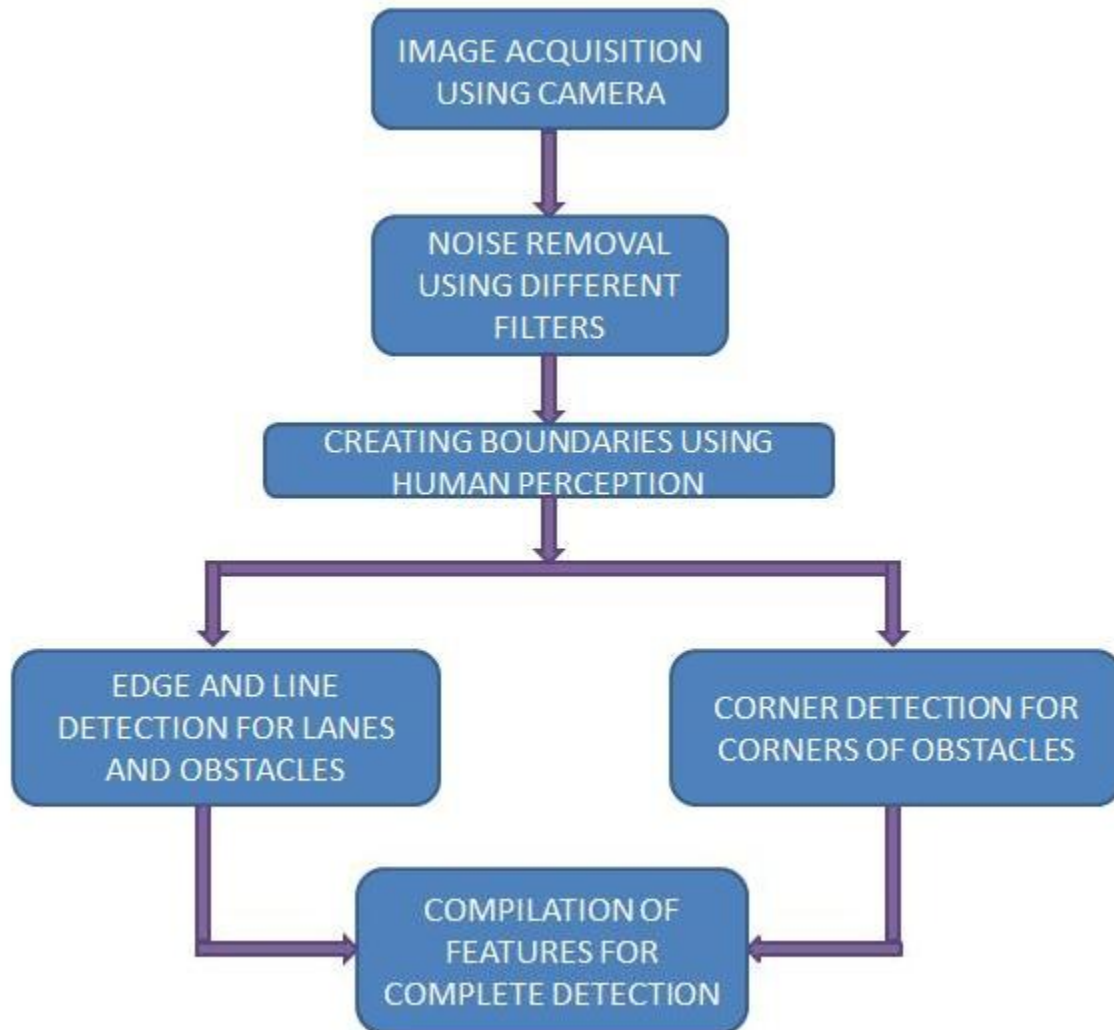 IMAGE ACQUISITION
USING CAMERA
NOISE REMOVAL
USING DIFFERENT
FILTERS
CREATING BOUNDARIES USING
HUMAN PERCEPTION
EDGE AND LINE
DETECTION FOR LANES
AND OBSTACLES
CORNER DETECTION FOR
CORNERS OF OBSTACLES
COMPILATION OF
FEATURES FOR
COMPLETE DETECTION